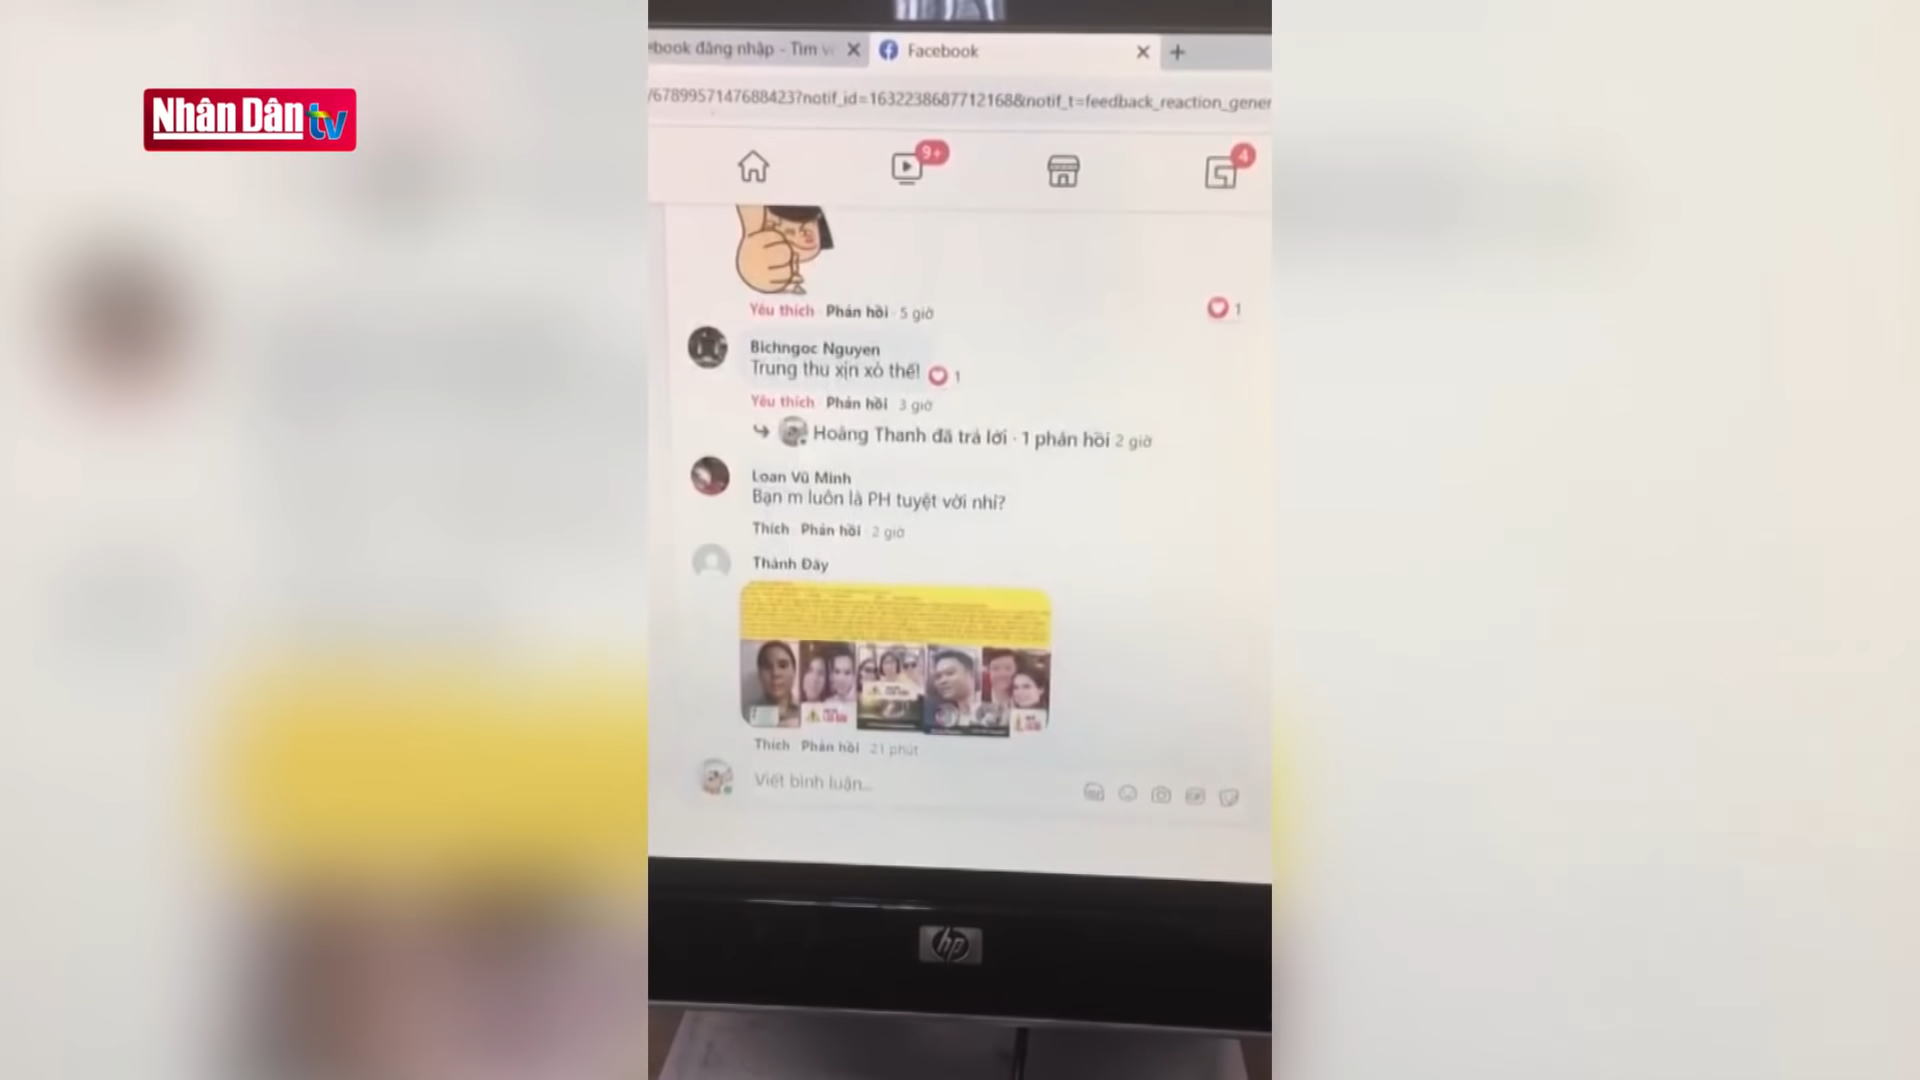 Nhân Dân tv
ebook đăng nhập - Tìm v
Facebook
/6789957147688423?notif_id=1632238687712168&notif_t=feedback_reaction_gener
9+
4
Yêu thích · Phản hồi · 5 giờ
1
Bichngoc Nguyen
Trung thu xịn xò thế!
1
Yêu thích Phản hồi 3 giờ
Hoàng Thanh đã trả lời · 1 phản hồi 2 giờ
Loan Vũ Minh
Bạn m luôn là PH tuyệt vời nhỉ?
Thích Phản hồi 2 giờ
Thành Đây
Thích Phản hồi 21 phút
Viết bình luận...
hp